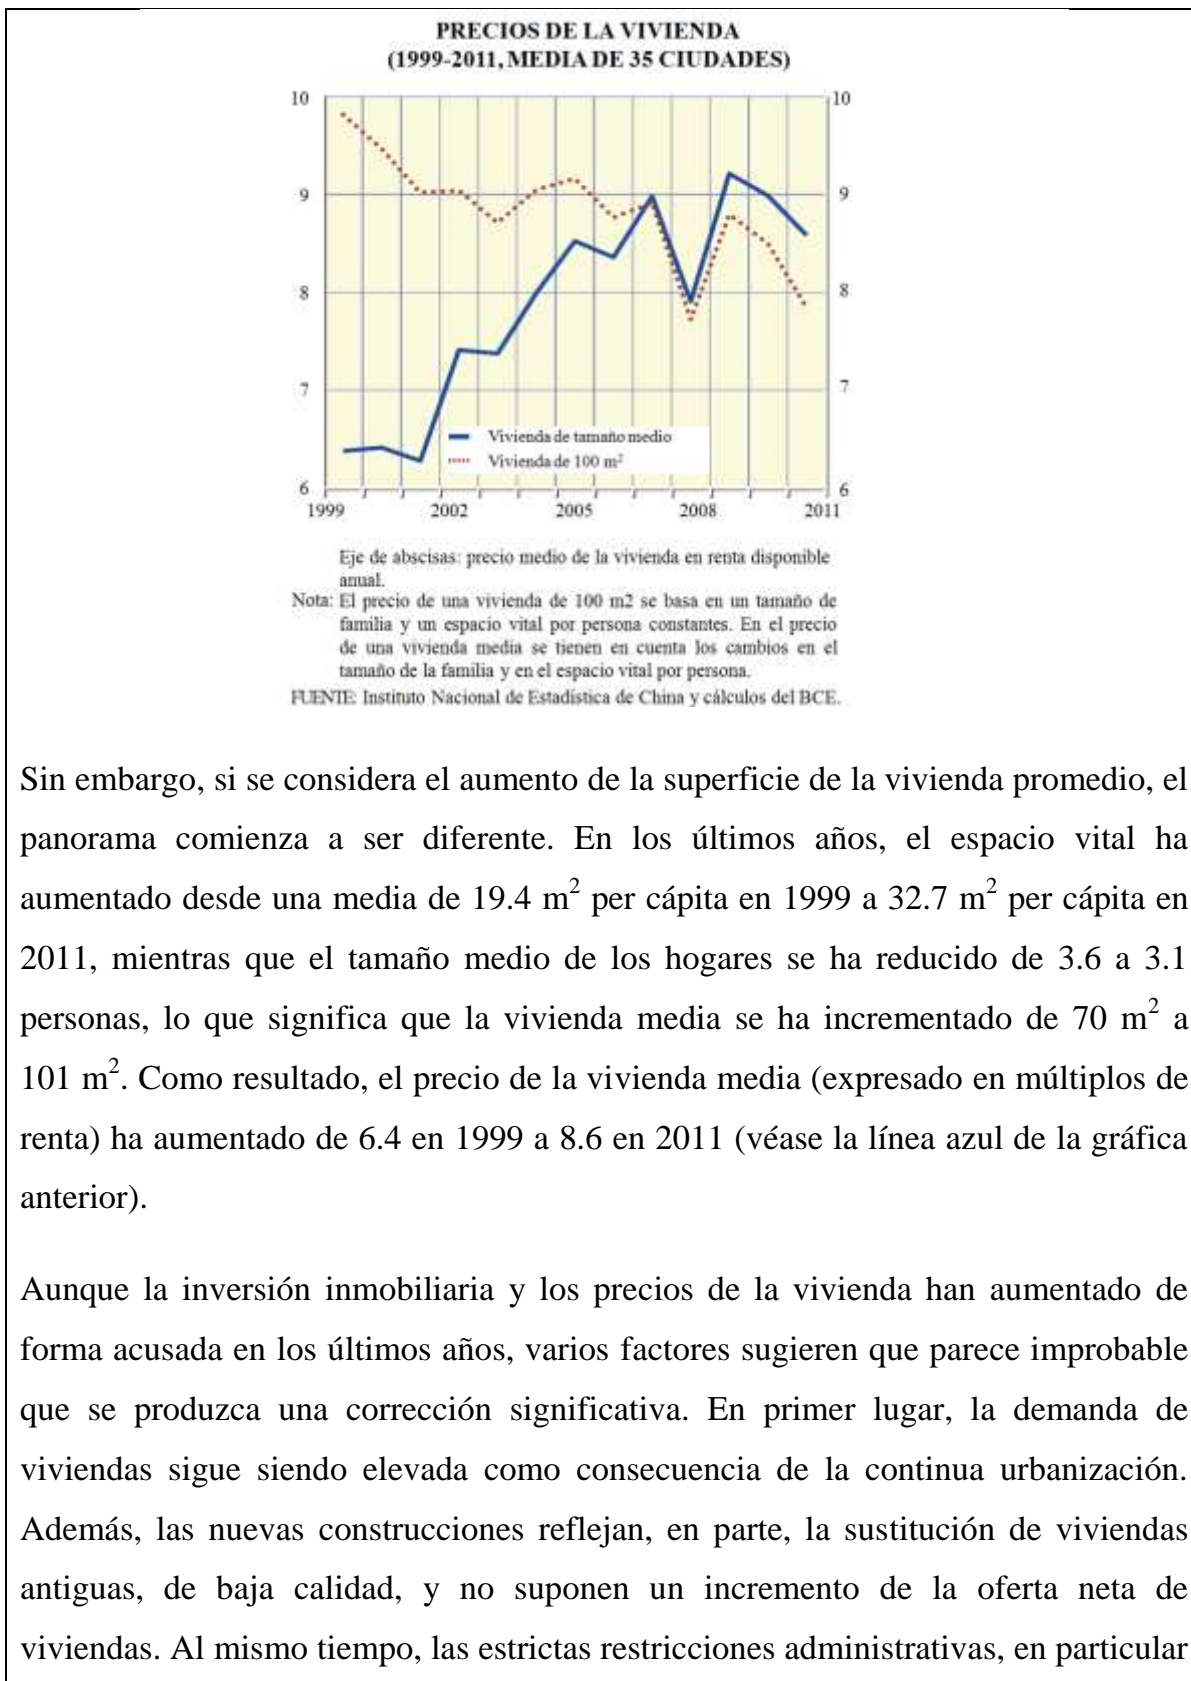 PRECIOS DE LA VIVIENDA
(1999-2011, MEDIA DE 35 CIUDADES)
10 10
9 9
8 8
7 7
Vivienda de tamaño medio
Vivienda de 100 m²
6 6
1999 2002 2005 2008 2011
Eje de abscisas: precio medio de la vivienda en renta disponible
anual.
Nota: El precio de una vivienda de 100 m2 se basa en un tamaño de
familia y un espacio vital por persona constantes. En el precio
de una vivienda media se tienen en cuenta los cambios en el
tamaño de la familia y en el espacio vital por persona.
FUENTE: Instituto Nacional de Estadística de China y cálculos del BCE.
Sin embargo, si se considera el aumento de la superficie de la vivienda promedio, el
panorama comienza a ser diferente. En los últimos años, el espacio vital ha
aumentado desde una media de 19.4 m² per cápita en 1999 a 32.7 m² per cápita en
2011, mientras que el tamaño medio de los hogares se ha reducido de 3.6 a 3.1
personas, lo que significa que la vivienda media se ha incrementado de 70 m² a
101 m². Como resultado, el precio de la vivienda media (expresado en múltiplos de
renta) ha aumentado de 6.4 en 1999 a 8.6 en 2011 (véase la línea azul de la gráfica
anterior).
Aunque la inversión inmobiliaria y los precios de la vivienda han aumentado de
forma acusada en los últimos años, varios factores sugieren que parece improbable
que se produzca una corrección significativa. En primer lugar, la demanda de
viviendas sigue siendo elevada como consecuencia de la continua urbanización.
Además, las nuevas construcciones reflejan, en parte, la sustitución de viviendas
antiguas, de baja calidad, y no suponen un incremento de la oferta neta de
viviendas. Al mismo tiempo, las estrictas restricciones administrativas, en particular